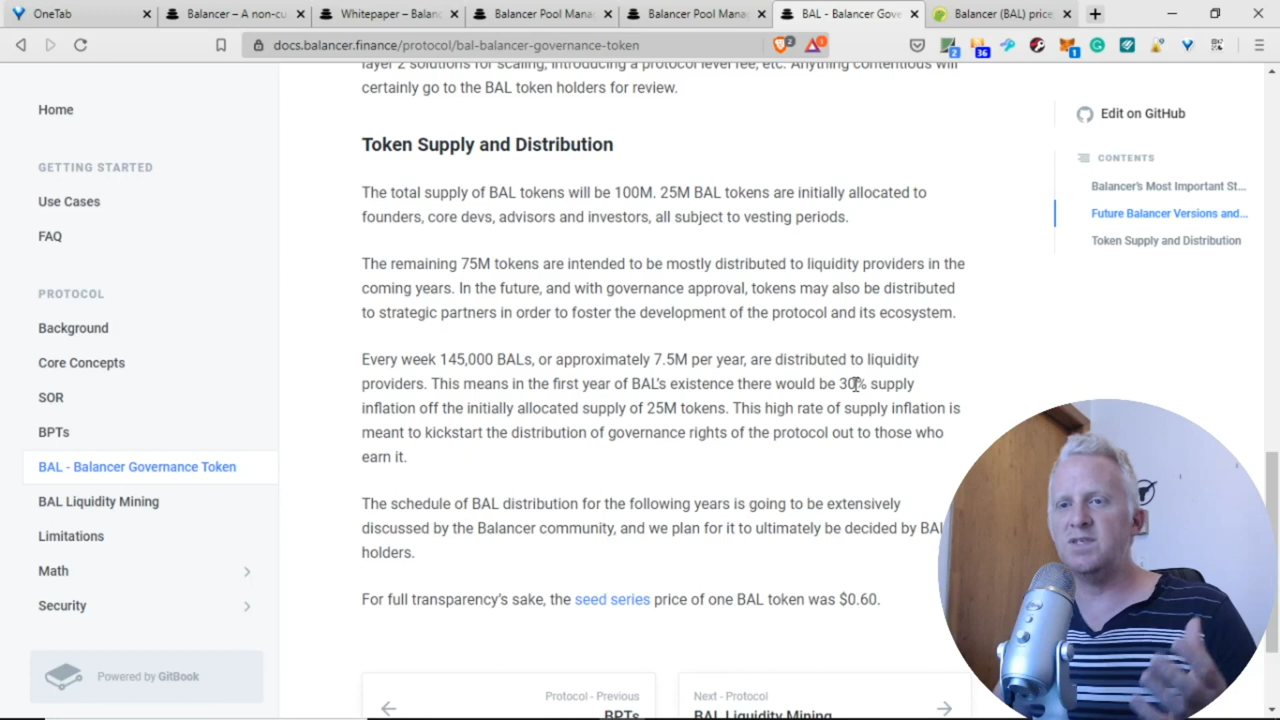 OneTab
Balancer – A non-cu
Whitepaper – Balanc
Balancer Pool Mana
Balancer Pool Mana
BAL - Balancer Gove
Balancer (BAL) price
docs.balancer.finance/protocol/bal-balancer-governance-token
2
1
2
36
1
layer 2 solutions for scaling, introducing a protocol level fee, etc. Anything contentious will
certainly go to the BAL token holders for review.
Home
GETTING STARTED
Use Cases
FAQ
PROTOCOL
Background
Core Concepts
SOR
BPTs
BAL - Balancer Governance Token
BAL Liquidity Mining
Limitations
Math
Security
Powered by GitBook
Token Supply and Distribution
The total supply of BAL tokens will be 100M. 25M BAL tokens are initially allocated to
founders, core devs, advisors and investors, all subject to vesting periods.
The remaining 75M tokens are intended to be mostly distributed to liquidity providers in the
coming years. In the future, and with governance approval, tokens may also be distributed
to strategic partners in order to foster the development of the protocol and its ecosystem.
Every week 145,000 BALs, or approximately 7.5M per year, are distributed to liquidity
providers. This means in the first year of BAL's existence there would be 30% supply
inflation off the initially allocated supply of 25M tokens. This high rate of supply inflation is
meant to kickstart the distribution of governance rights of the protocol out to those who
earn it.
The schedule of BAL distribution for the following years is going to be extensively
discussed by the Balancer community, and we plan for it to ultimately be decided by BAL
holders.
For full transparency's sake, the seed series price of one BAL token was $0.60.
Protocol - Previous
BPTs
Next - Protocol
BAL Liquidity Mining
Edit on GitHub
CONTENTS
Balancer's Most Important St...
Future Balancer Versions and...
Token Supply and Distribution